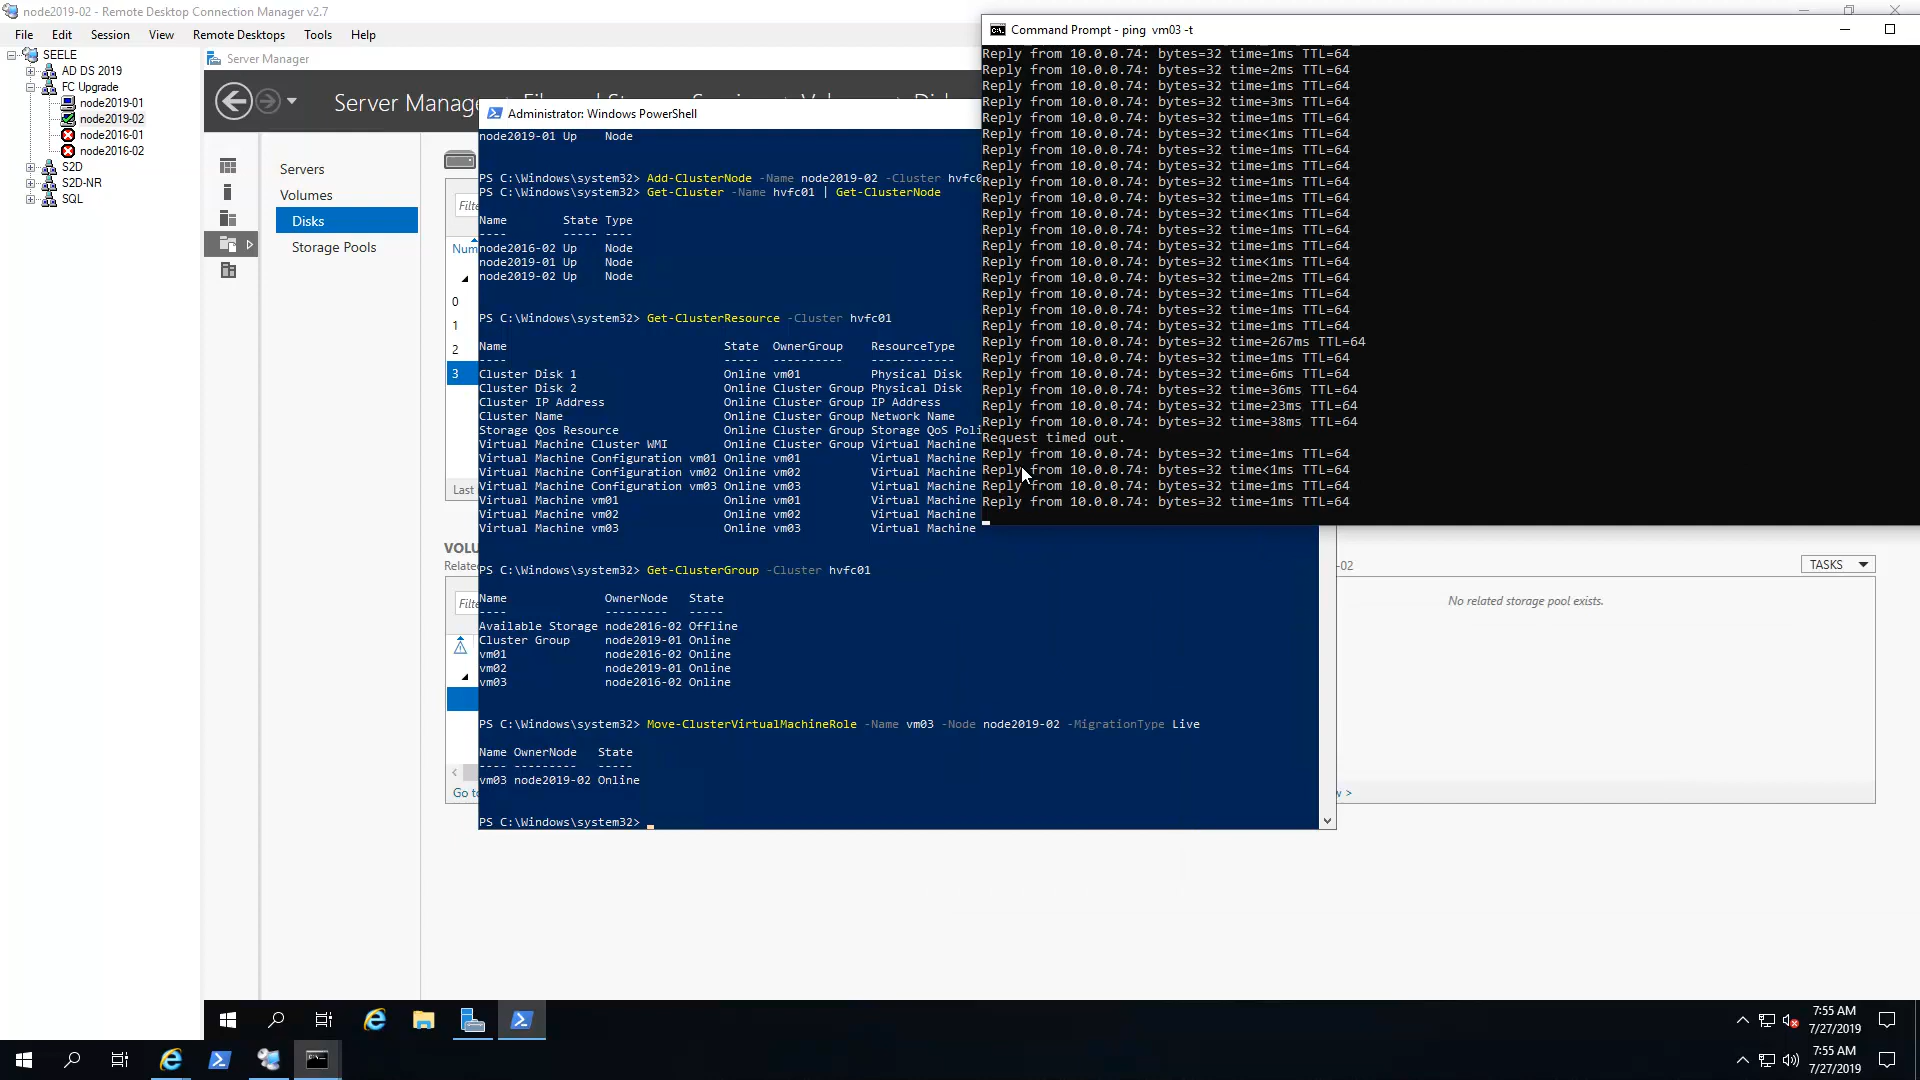 node2019-02 - Remote Desktop Connection Manager v2.7
File Edit Session View Remote Desktops Tools Help
SEELE
AD DS 2019
FC Upgrade
node2019-01
node2019-02
node2016-01
node2016-02
S2D
S2D-NR
SQL
Server Manager
Server Manage
Servers
Volumes
Disks
Storage Pools
Filte
Num
0
1
2
3
Last
VOLU
Relate
Filte
Go to
Administrator: Windows PowerShell
node2019-01 Up Node
PS C:\Windows\system32> Add-ClusterNode -Name node2019-02 -Cluster hvfc0
PS C:\Windows\system32> Get-Cluster -Name hvfc01 | Get-ClusterNode
Name State Type
---- ----- ----
node2016-02 Up Node
node2019-01 Up Node
node2019-02 Up Node
PS C:\Windows\system32> Get-ClusterResource -Cluster hvfc01
Name State OwnerGroup ResourceType
---- ----- ---------- ------------
Cluster Disk 1 Online vm01 Physical Disk
Cluster Disk 2 Online Cluster Group Physical Disk
Cluster IP Address Online Cluster Group IP Address
Cluster Name Online Cluster Group Network Name
Storage Qos Resource Online Cluster Group Storage QoS Poli
Virtual Machine Cluster WMI Online Cluster Group Virtual Machine
Virtual Machine Configuration vm01 Online vm01 Virtual Machine
Virtual Machine Configuration vm02 Online vm02 Virtual Machine
Virtual Machine Configuration vm03 Online vm03 Virtual Machine
Virtual Machine vm01 Online vm01 Virtual Machine
Virtual Machine vm02 Online vm02 Virtual Machine
Virtual Machine vm03 Online vm03 Virtual Machine
PS C:\Windows\system32> Get-ClusterGroup -Cluster hvfc01
Name OwnerNode State
---- --------- -----
Available Storage node2016-02 Offline
Cluster Group node2019-01 Online
vm01 node2016-02 Online
vm02 node2019-01 Online
vm03 node2016-02 Online
PS C:\Windows\system32> Move-ClusterVirtualMachineRole -Name vm03 -Node node2019-02 -MigrationType Live
Name OwnerNode State
---- --------- -----
vm03 node2019-02 Online
PS C:\Windows\system32>
Command Prompt - ping vm03 -t
Reply from 10.0.0.74: bytes=32 time=1ms TTL=64
Reply from 10.0.0.74: bytes=32 time=2ms TTL=64
Reply from 10.0.0.74: bytes=32 time=1ms TTL=64
Reply from 10.0.0.74: bytes=32 time=3ms TTL=64
Reply from 10.0.0.74: bytes=32 time=1ms TTL=64
Reply from 10.0.0.74: bytes=32 time<1ms TTL=64
Reply from 10.0.0.74: bytes=32 time=1ms TTL=64
Reply from 10.0.0.74: bytes=32 time=1ms TTL=64
Reply from 10.0.0.74: bytes=32 time=1ms TTL=64
Reply from 10.0.0.74: bytes=32 time=1ms TTL=64
Reply from 10.0.0.74: bytes=32 time<1ms TTL=64
Reply from 10.0.0.74: bytes=32 time=1ms TTL=64
Reply from 10.0.0.74: bytes=32 time=1ms TTL=64
Reply from 10.0.0.74: bytes=32 time<1ms TTL=64
Reply from 10.0.0.74: bytes=32 time=2ms TTL=64
Reply from 10.0.0.74: bytes=32 time=1ms TTL=64
Reply from 10.0.0.74: bytes=32 time=1ms TTL=64
Reply from 10.0.0.74: bytes=32 time=1ms TTL=64
Reply from 10.0.0.74: bytes=32 time=267ms TTL=64
Reply from 10.0.0.74: bytes=32 time=1ms TTL=64
Reply from 10.0.0.74: bytes=32 time=6ms TTL=64
Reply from 10.0.0.74: bytes=32 time=36ms TTL=64
Reply from 10.0.0.74: bytes=32 time=23ms TTL=64
Reply from 10.0.0.74: bytes=32 time=38ms TTL=64
Request timed out.
Reply from 10.0.0.74: bytes=32 time=1ms TTL=64
Reply from 10.0.0.74: bytes=32 time<1ms TTL=64
Reply from 10.0.0.74: bytes=32 time=1ms TTL=64
Reply from 10.0.0.74: bytes=32 time=1ms TTL=64
-02
TASKS
No related storage pool exists.
>
7:55 AM
7/27/2019
7:55 AM
7/27/2019